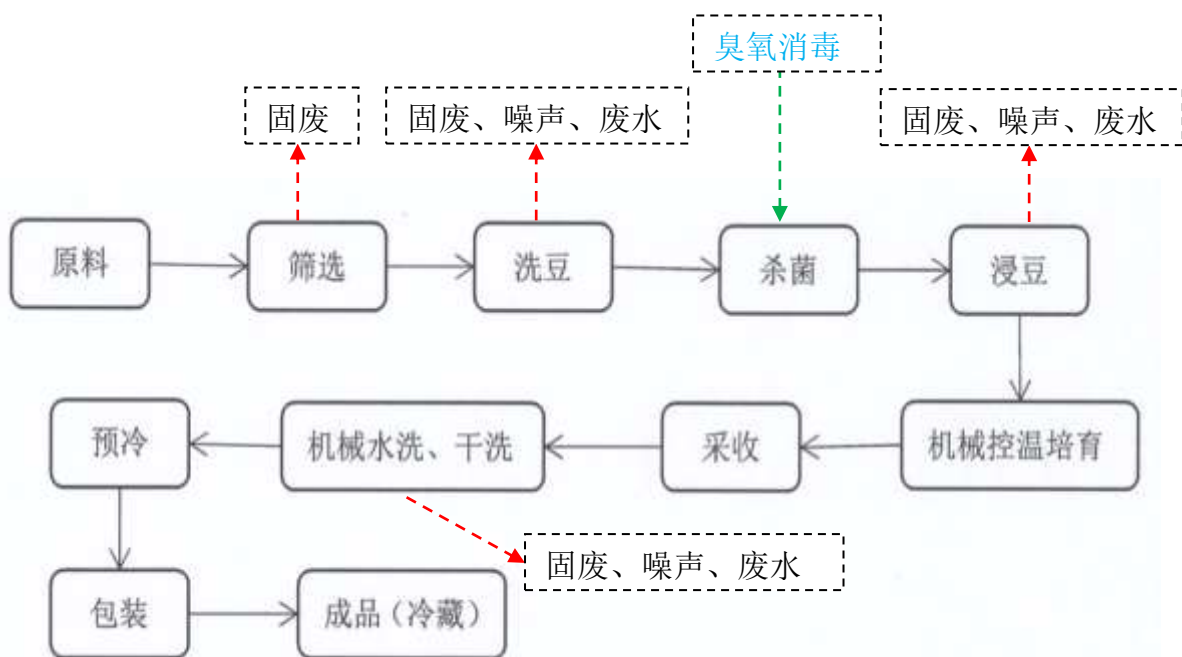 臭氧消毒
固废
固废、噪声、废水
固废、噪声、废水
原料
筛选
洗豆
杀菌
浸豆
预冷
机械水洗、干洗
采收
机械控温培育
固废、噪声、废水
包装
成品（冷藏）